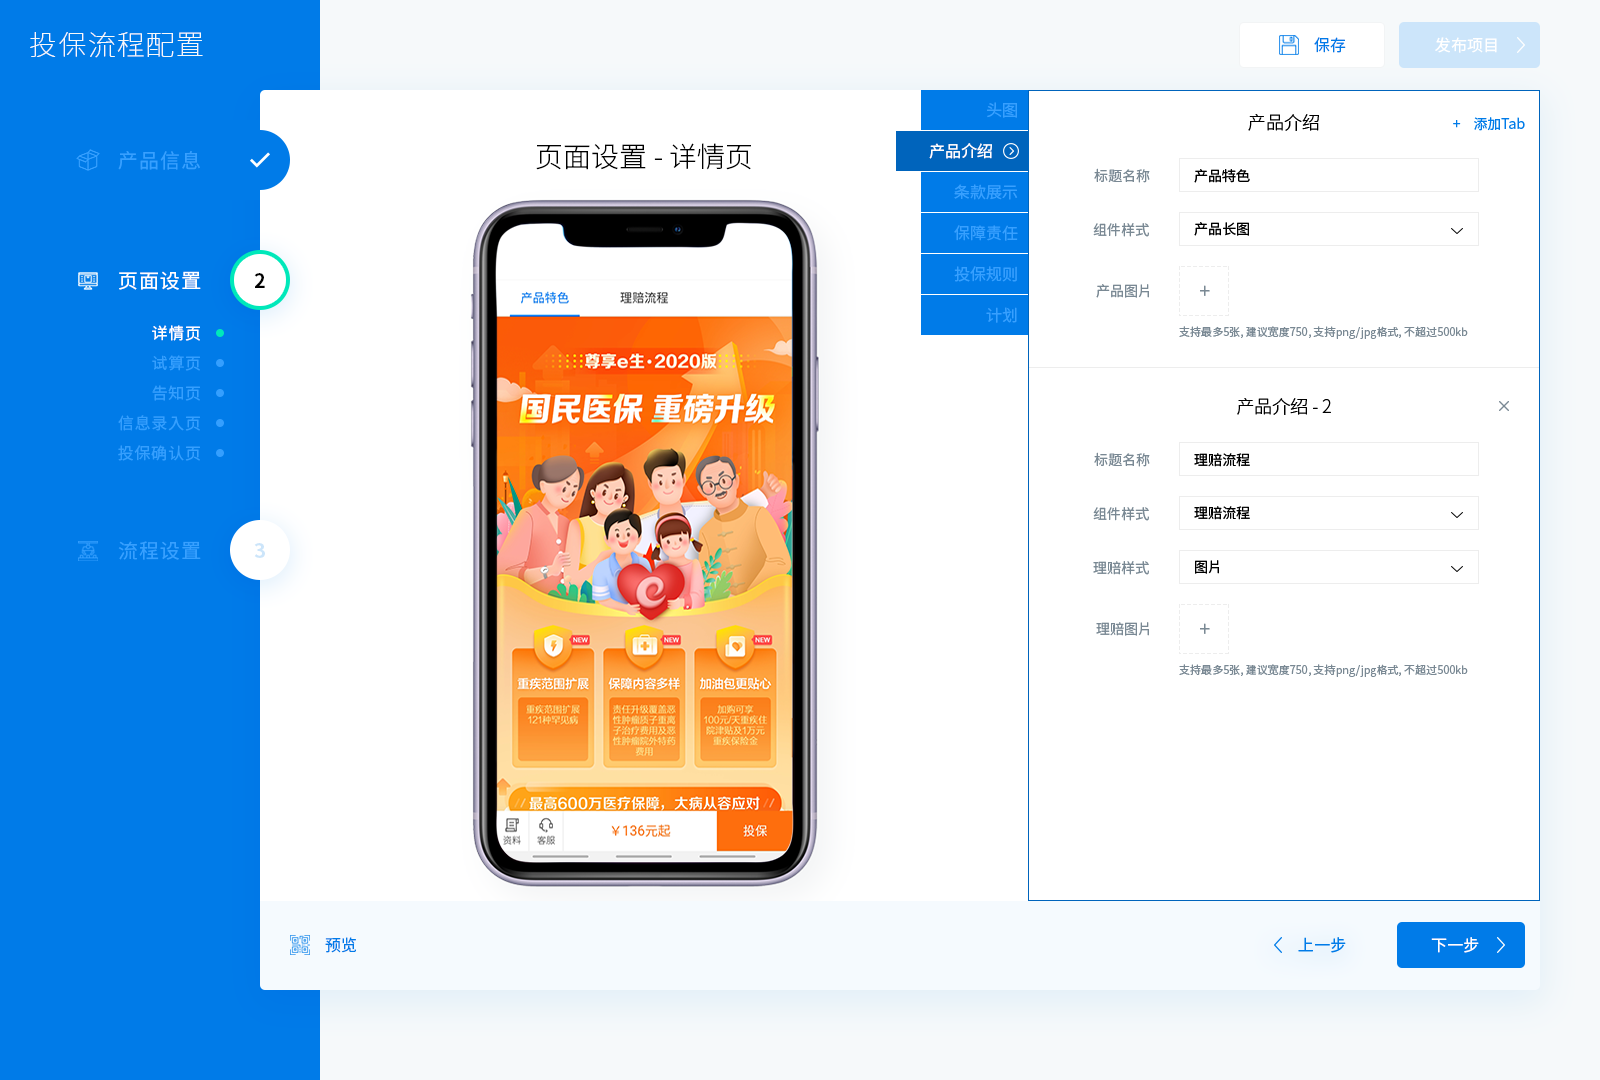 投保流程配置
保存
发布项目
产品信息
页面设置
2
详情页
试算页
告知页
信息录入页
投保确认页
流程设置
3
页面设置 - 详情页
头图
产品介绍
条款展示
保障责任
投保规则
计划
产品特色
理赔流程
尊享e生·2020版
国民医保 重磅升级
NEW
NEW
NEW
重疾范围扩展
保障内容多样
加油包更贴心
重疾范围扩展
121种罕见病
责任升级覆盖恶
性肿瘤质子重离
子治疗费用及恶
性肿瘤院外特药
费用
加购可享
100元/天重疾住
院津贴及1万元
重疾保险金
最高600万医疗保障，大病从容应对
资料
客服
¥136元起
投保
产品介绍
+ 添加Tab
标题名称
产品特色
组件样式
产品长图
产品图片
+
支持最多5张, 建议宽度750, 支持png/jpg格式, 不超过500kb
产品介绍 - 2
标题名称
理赔流程
组件样式
理赔流程
理赔样式
图片
理赔图片
+
支持最多5张, 建议宽度750, 支持png/jpg格式, 不超过500kb
预览
上一步
下一步